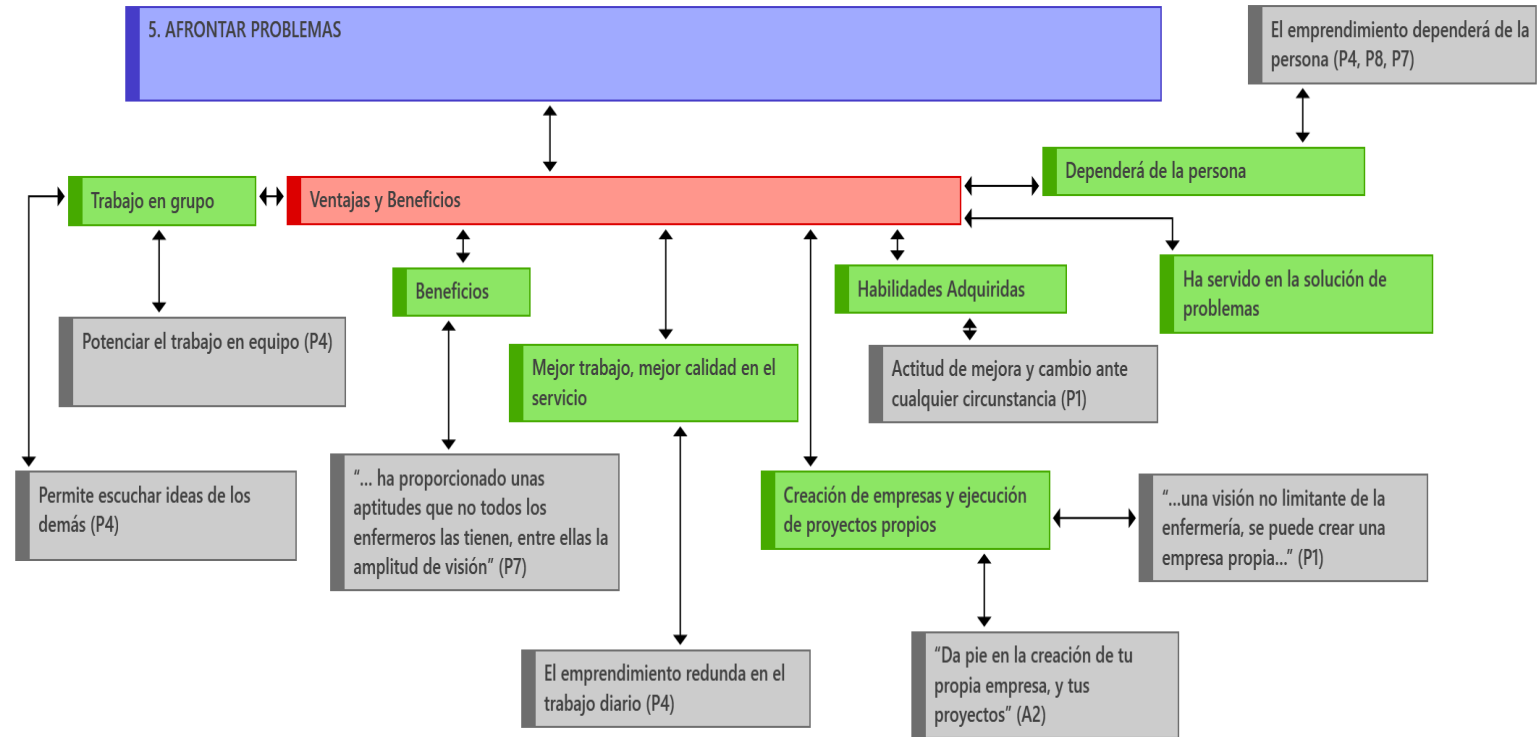 5. AFRONTAR PROBLEMAS
El emprendimiento dependerá de la
persona (P4, P8, P7)
Dependerá de la persona
Trabajo en grupo
Ventajas y Beneficios
Beneficios
Habilidades Adquiridas
Ha servido en la solución de
problemas
Potenciar el trabajo en equipo (P4)
Mejor trabajo, mejor calidad en el
servicio
Actitud de mejora y cambio ante
cualquier circunstancia (P1)
Permite escuchar ideas de los
demás (P4)
“... ha proporcionado unas
aptitudes que no todos los
enfermeros las tienen, entre ellas la
amplitud de visión” (P7)
Creación de empresas y ejecución
de proyectos propios
“...una visión no limitante de la
enfermería, se puede crear una
empresa propia...” (P1)
El emprendimiento redunda en el
trabajo diario (P4)
“Da pie en la creación de tu
propia empresa, y tus
proyectos” (A2)